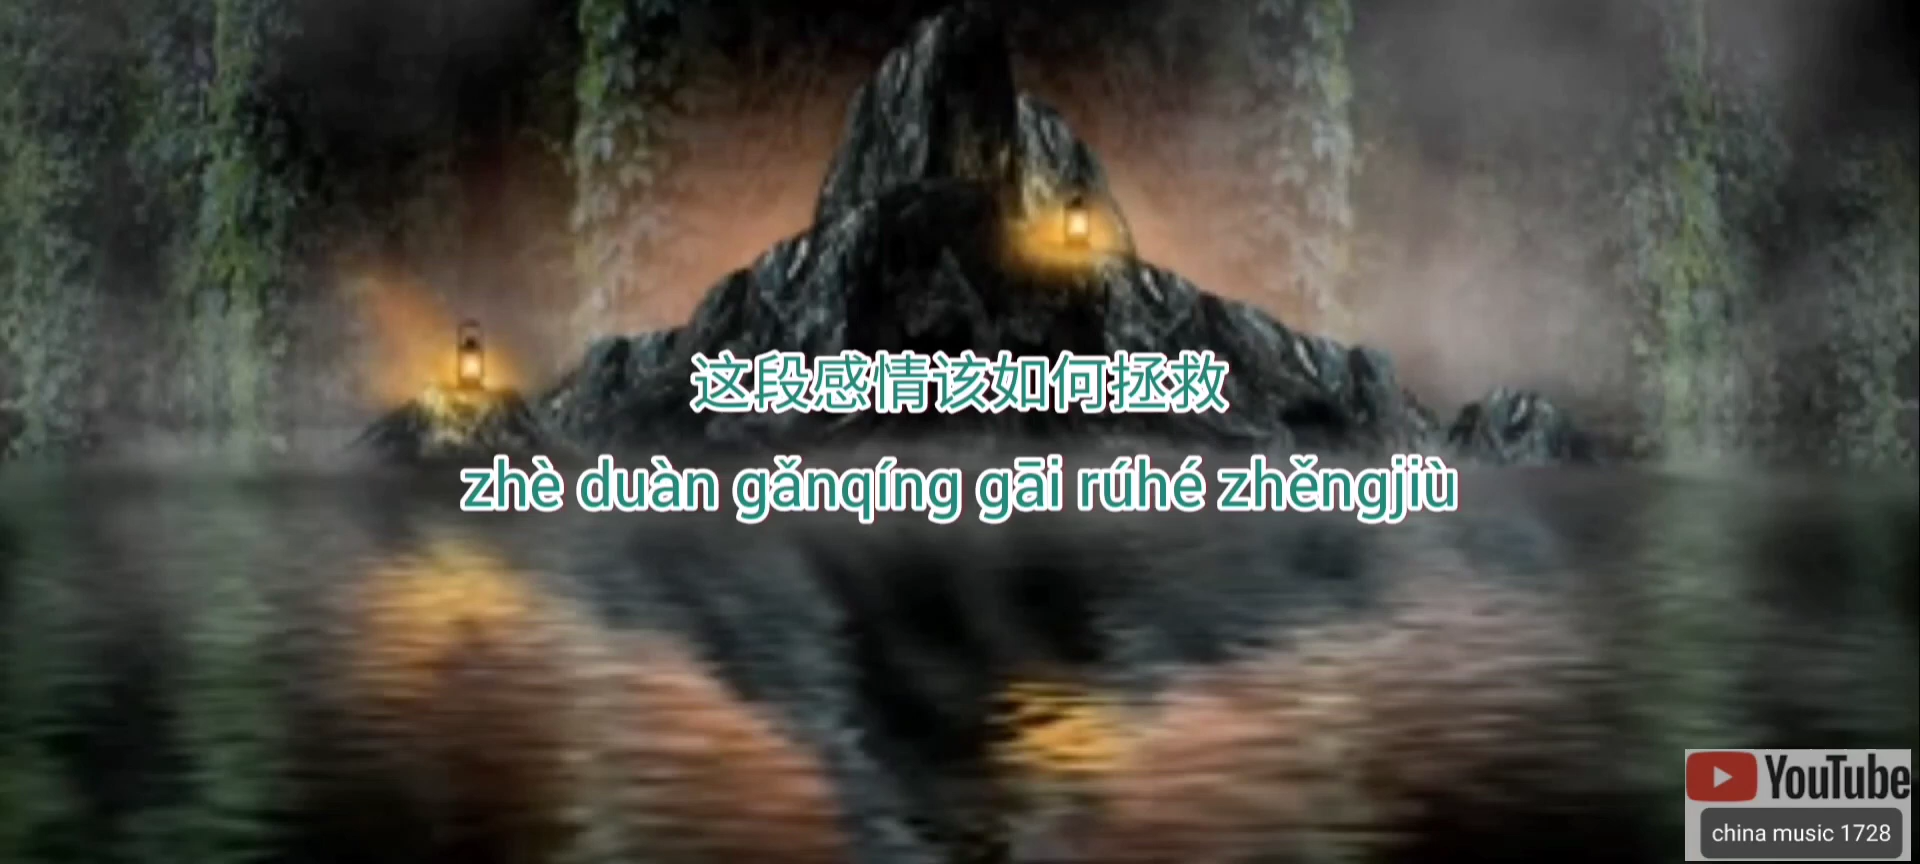 这段感情该如何拯救
zhè duàn gǎnqíng gāi rúhé zhěngjiù
YouTube
china music 1728